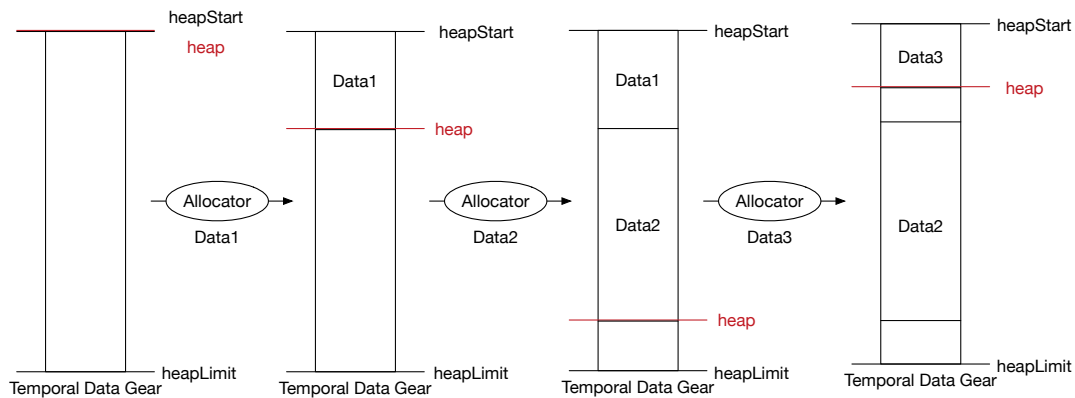 heapStart
heap
heapLimit
Temporal Data Gear
Allocator
Data1
heapStart
Data1
heap
heapLimit
Temporal Data Gear
Allocator
Data2
heapStart
Data1
Data2
heap
heapLimit
Temporal Data Gear
Allocator
Data3
heapStart
Data3
heap
Data2
heapLimit
Temporal Data Gear